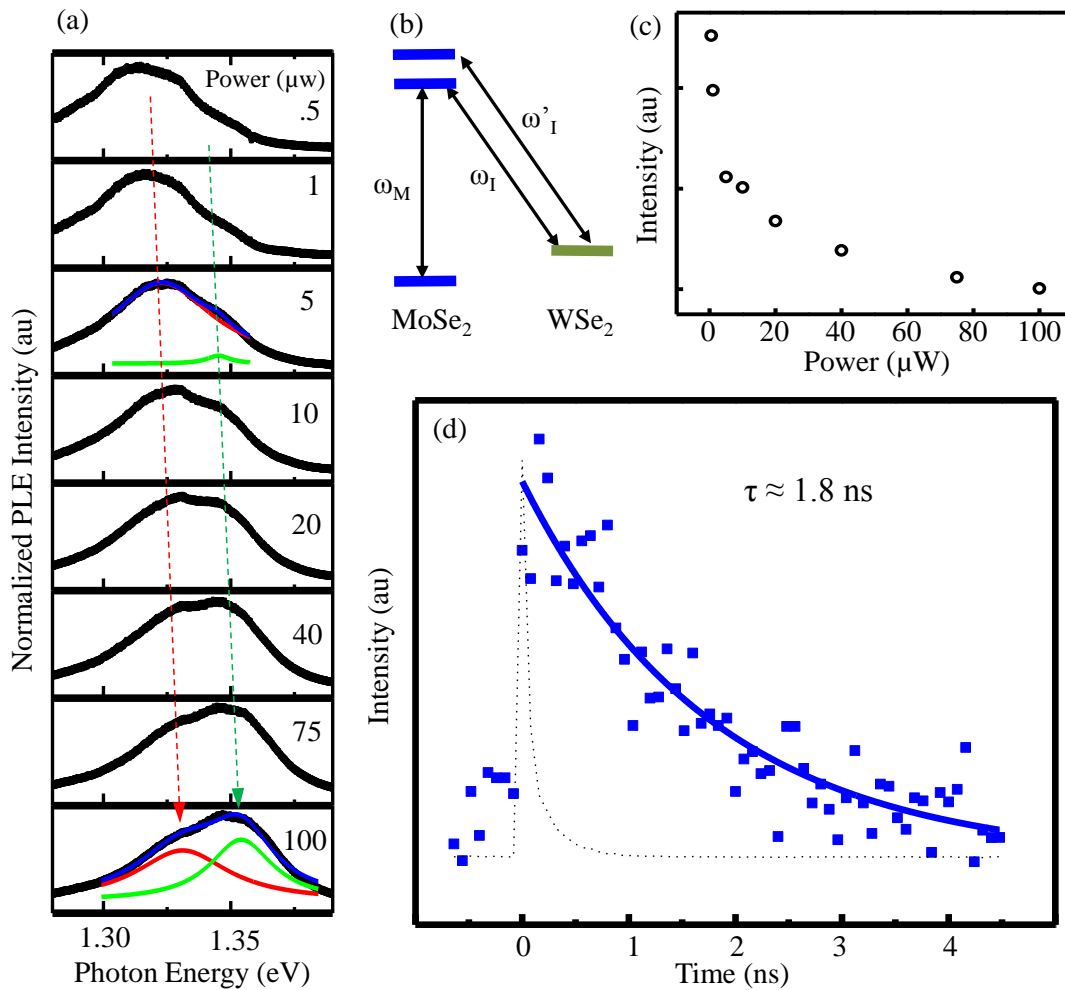 (a)
Power (μw)
.5
1
5
10
20
40
75
100
Normalized PLE Intensity (au)
1.30 1.35
Photon Energy (eV)
(b)
ω'I
ωM
ωI
MoSe2 WSe2
(c)
Intensity (au)
0 20 40 60 80 100
Power (μW)
(d)
τ ≈ 1.8 ns
Intensity (au)
0 1 2 3 4
Time (ns)